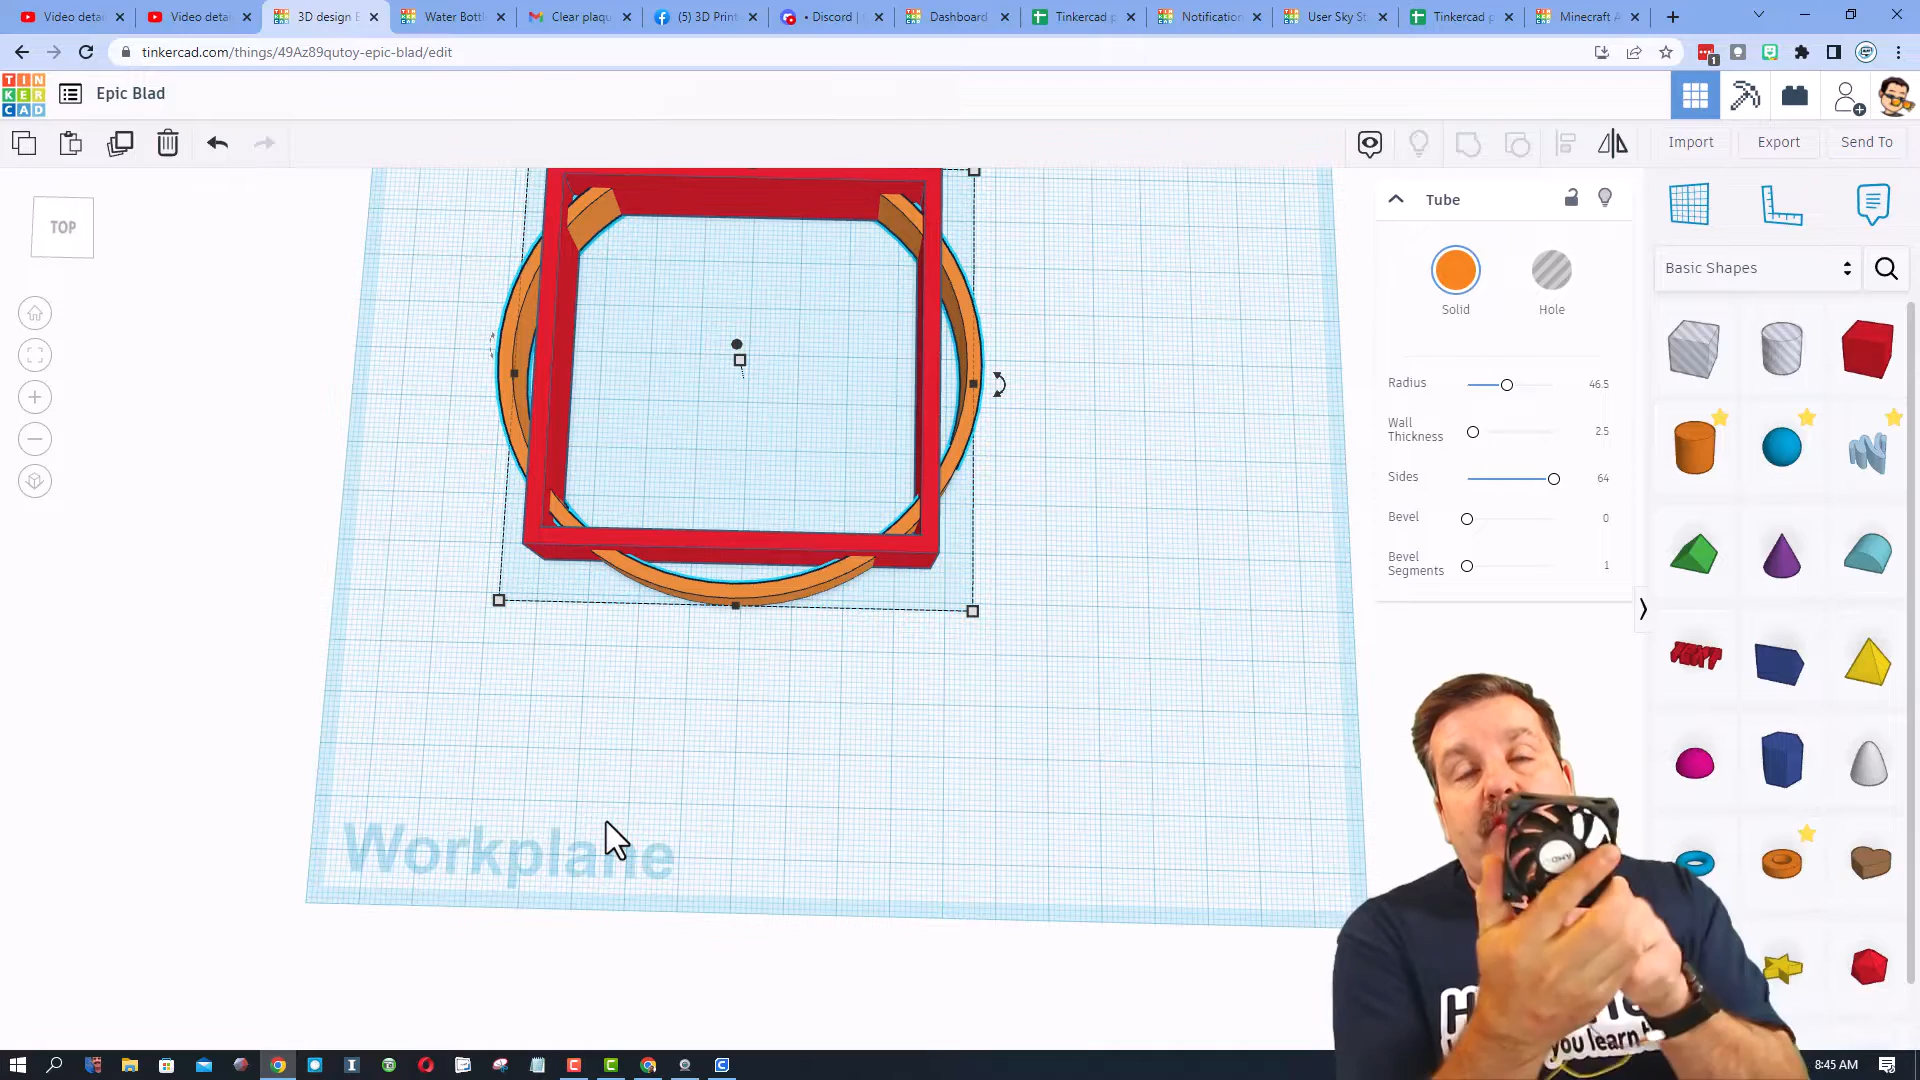 Video detai
Video detai
3D design E
Water Bottl
Clear plaqu
(5) 3D Prin
• Discord |
Dashboard
Tinkercad p
Notification
User Sky St
Tinkercad p
Minecraft A
tinkercad.com/things/49Az89qutoy-epic-blad/edit
1
TIN
KER
CAD
Epic Blad
Import
Export
Send To
TOP
Tube
Solid
Hole
Radius
46.5
Wall Thickness
2.5
Sides
64
Bevel
0
Bevel Segments
1
Basic Shapes
TEXT
Workplane
you learn t
8:45 AM